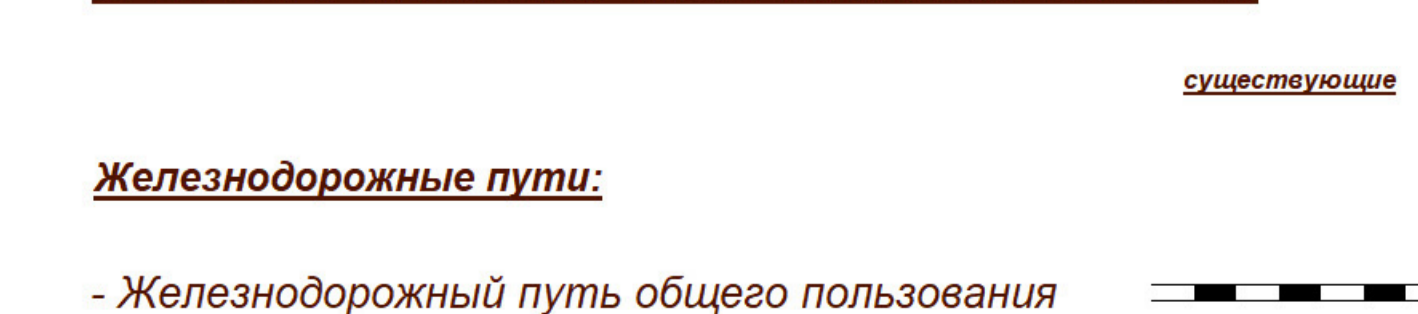 существующие
Железнодорожные пути:
- Железнодорожный путь общего пользования